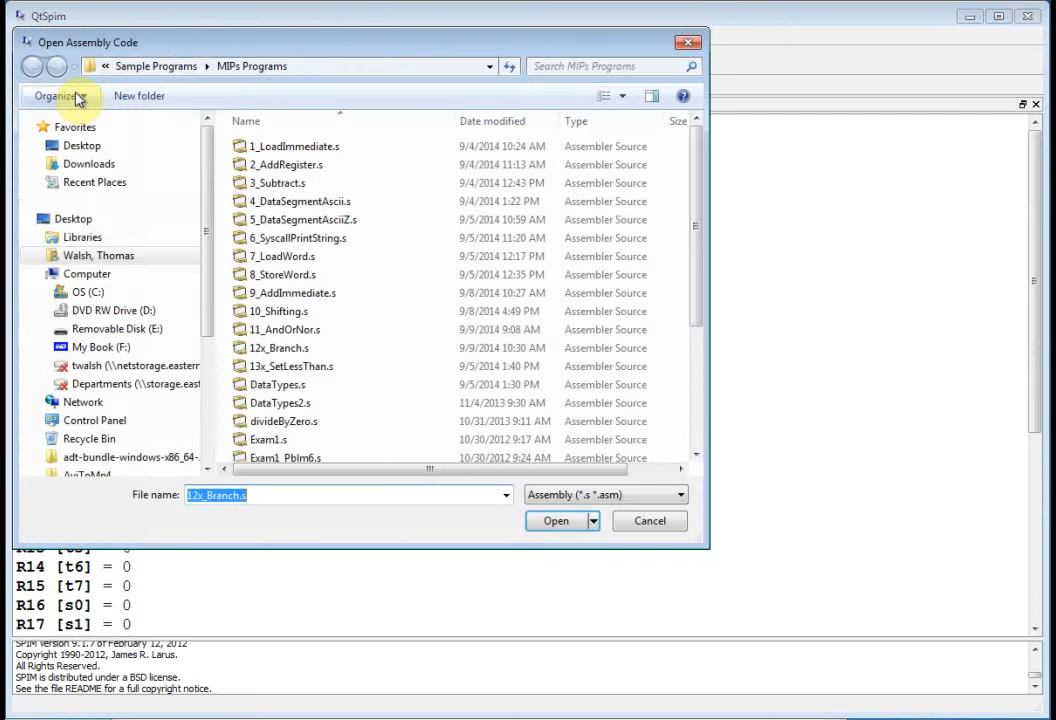 QtSpim
Open Assembly Code
« Sample Programs MIPs Programs
Search MIPs Programs
Organize New folder
Favorites
Desktop
Downloads
Recent Places
Desktop
Libraries
Walsh, Thomas
Computer
OS (C:)
DVD RW Drive (D:)
Removable Disk (E:)
My Book (F:)
twalsh (\\netstorage.eastern
Departments (\\storage.east
Network
Control Panel
Recycle Bin
adt-bundle-windows-x86_64-
AviToMp4
Name Date modified Type Size
1_LoadImmediate.s 9/4/2014 10:24 AM Assembler Source
2_AddRegister.s 9/4/2014 11:13 AM Assembler Source
3_Subtract.s 9/4/2014 12:43 PM Assembler Source
4_DataSegmentAscii.s 9/4/2014 1:22 PM Assembler Source
5_DataSegmentAsciiZ.s 9/5/2014 10:59 AM Assembler Source
6_SyscallPrintString.s 9/5/2014 11:20 AM Assembler Source
7_LoadWord.s 9/5/2014 12:17 PM Assembler Source
8_StoreWord.s 9/5/2014 12:35 PM Assembler Source
9_AddImmediate.s 9/8/2014 10:27 AM Assembler Source
10_Shifting.s 9/8/2014 4:49 PM Assembler Source
11_AndOrNor.s 9/9/2014 9:08 AM Assembler Source
12x_Branch.s 9/9/2014 10:30 AM Assembler Source
13x_SetLessThan.s 9/5/2014 1:40 PM Assembler Source
DataTypes.s 9/5/2014 1:30 PM Assembler Source
DataTypes2.s 11/4/2013 9:30 AM Assembler Source
divideByZero.s 10/31/2013 9:11 AM Assembler Source
Exam1.s 10/30/2012 9:17 AM Assembler Source
Exam1_Pblm6.s 10/30/2012 9:24 AM Assembler Source
File name: 12x_Branch.s Assembly (*.s *.asm)
Open Cancel
R13 [t5] = 0
R14 [t6] = 0
R15 [t7] = 0
R16 [s0] = 0
R17 [s1] = 0
SPIM Version 9.1.7 of February 12, 2012
Copyright 1990-2012, James R. Larus.
All Rights Reserved.
SPIM is distributed under a BSD license.
See the file README for a full copyright notice.